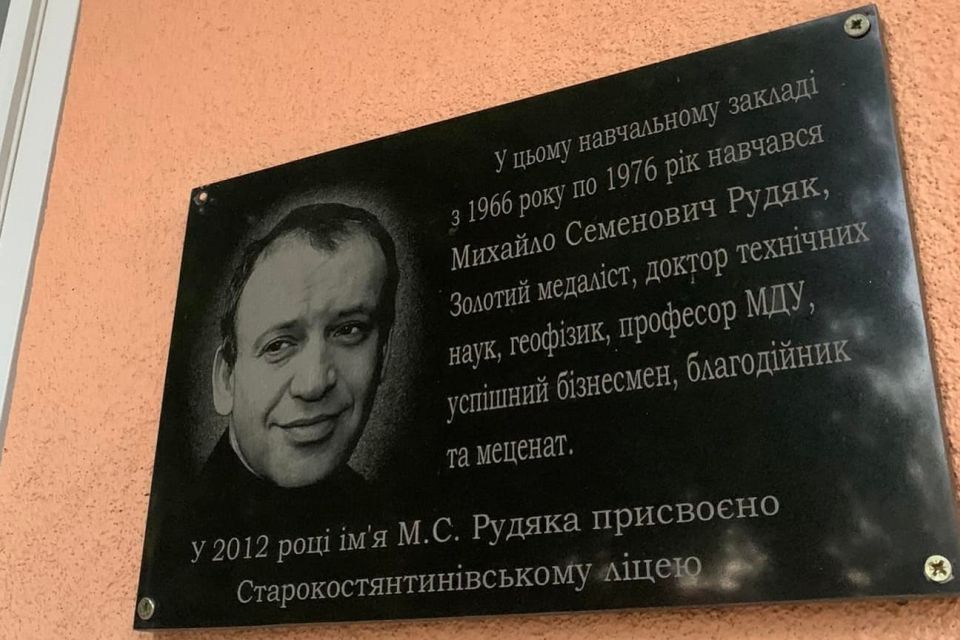 У цьому навчальному закладі
з 1966 року по 1976 рік навчався
Михайло Семенович Рудяк,
Золотий медаліст, доктор технічних
наук, геофізик, професор МДУ,
успішний бізнесмен, благодійник
та меценат.
У 2012 році ім'я М.С. Рудяка присвоєно
Старокостянтинівському ліцею